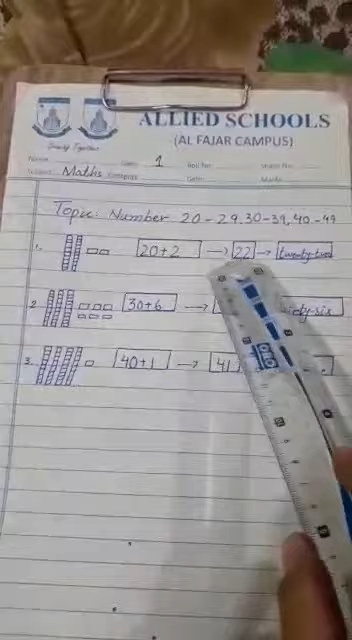 ALLIED SCHOOLS
(AL FAJAR CAMPUS)
Name Class 1 Roll No.
Subject Maths Date: Marks
Topic: Number 20-29, 30-39, 40-49
1. 20+2 → 22 → twenty-two
2 30+6 →
3. 40+1 → 41
ORO